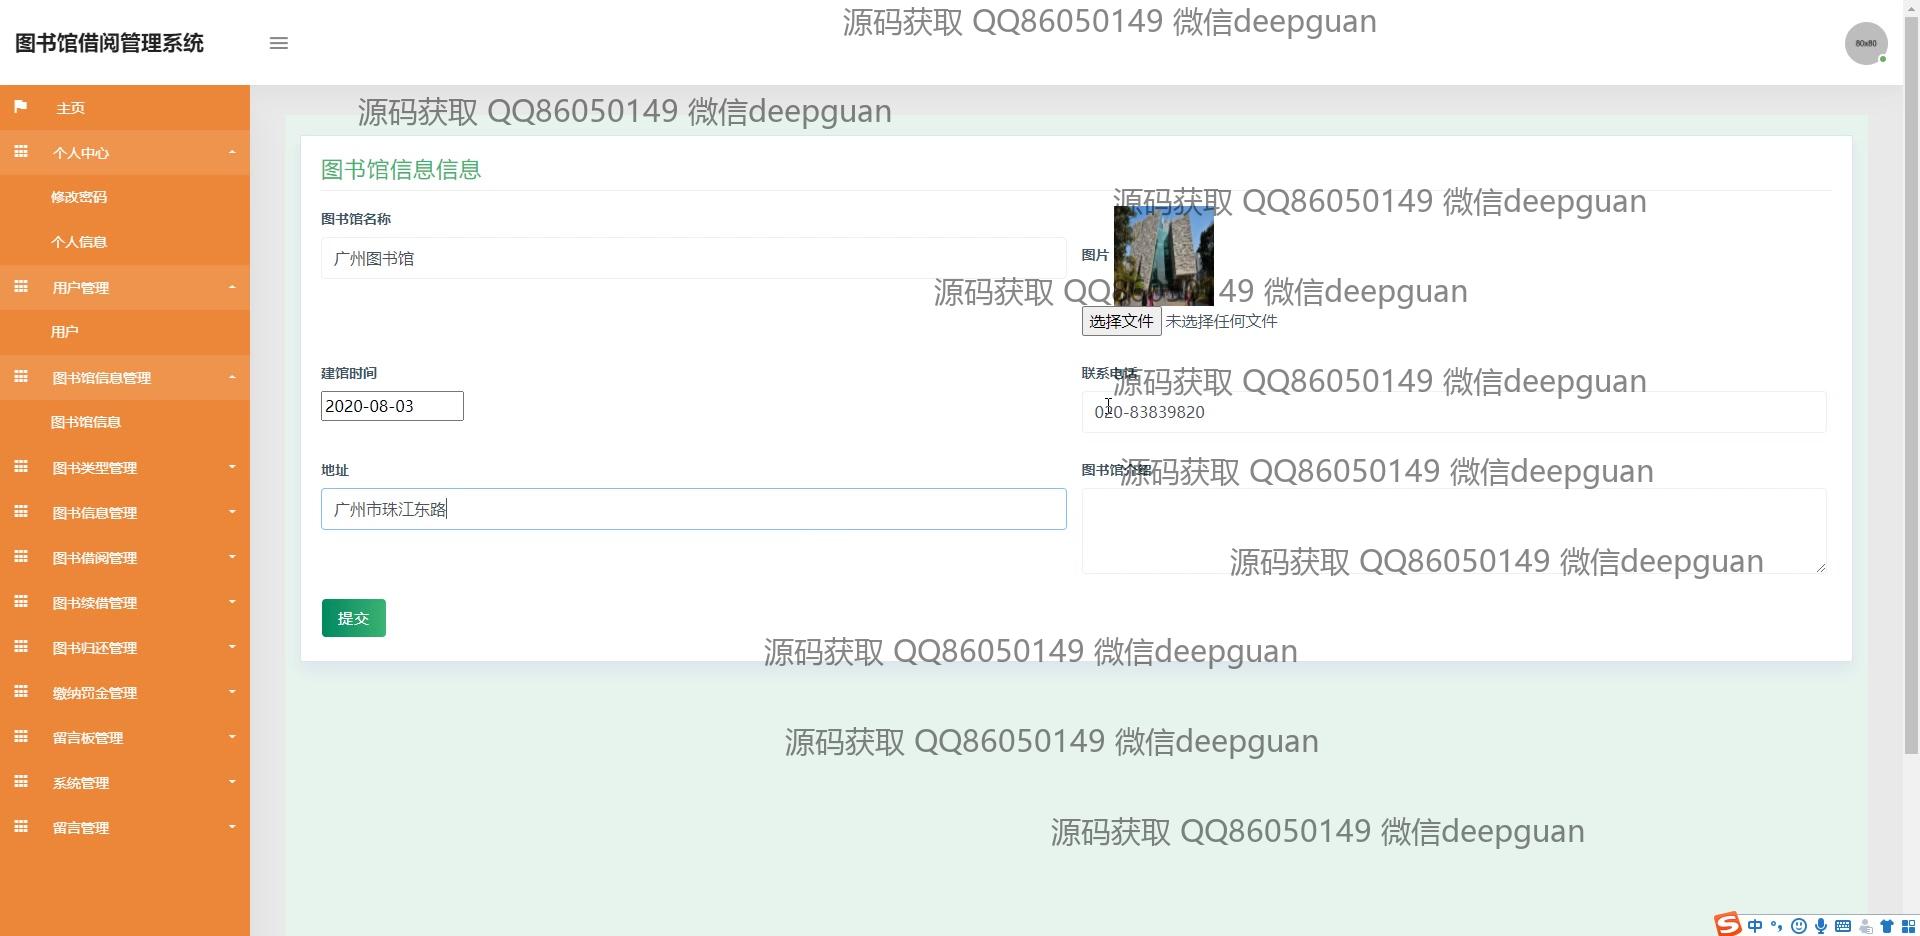 源码获取 QQ86050149 微信deepguan
图书馆借阅管理系统
80x80
源码获取 QQ86050149 微信deepguan
主页
个人中心
修改密码
个人信息
用户管理
用户
图书馆信息管理
图书馆信息
图书类型管理
图书信息管理
图书借阅管理
图书续借管理
图书归还管理
缴纳罚金管理
留言板管理
系统管理
留言管理
图书馆信息信息
源码获取 QQ86050149 微信deepguan
图书馆名称
广州图书馆
图片
源码获取 QQ86050149 微信deepguan
选择文件 未选择任何文件
建馆时间
2020-08-03
联系电话
源码获取 QQ86050149 微信deepguan
020-83839820
地址
广州市珠江东路
图书馆介绍
源码获取 QQ86050149 微信deepguan
源码获取 QQ86050149 微信deepguan
提交
源码获取 QQ86050149 微信deepguan
源码获取 QQ86050149 微信deepguan
源码获取 QQ86050149 微信deepguan
中